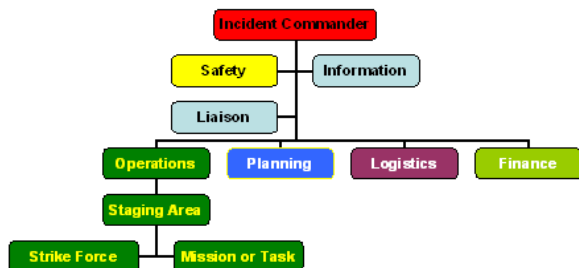 Incident Commander
Safety
Information
Liaison
Operations
Planning
Logistics
Finance
Staging Area
Strike Force
Mission or Task